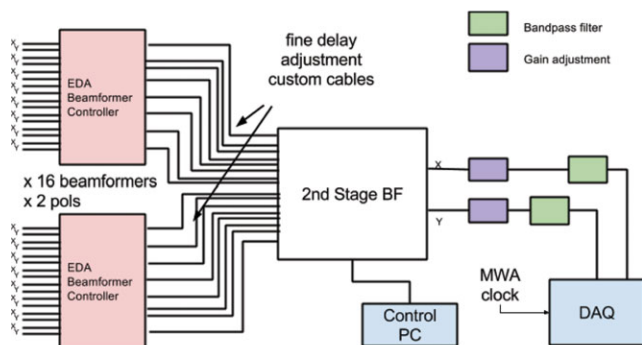 X
Y
X
Y
X
Y
X
Y
X
Y
X
Y
X
Y
X
Y
EDA
Beamformer
Controller
fine delay
adjustment
custom cables
Bandpass filter
Gain adjustment
x 16 beamformers
x 2 pols
2nd Stage BF
X
Y
X
Y
X
Y
X
Y
X
Y
X
Y
X
Y
X
Y
X
Y
EDA
Beamformer
Controller
Control
PC
MWA
clock
DAQ